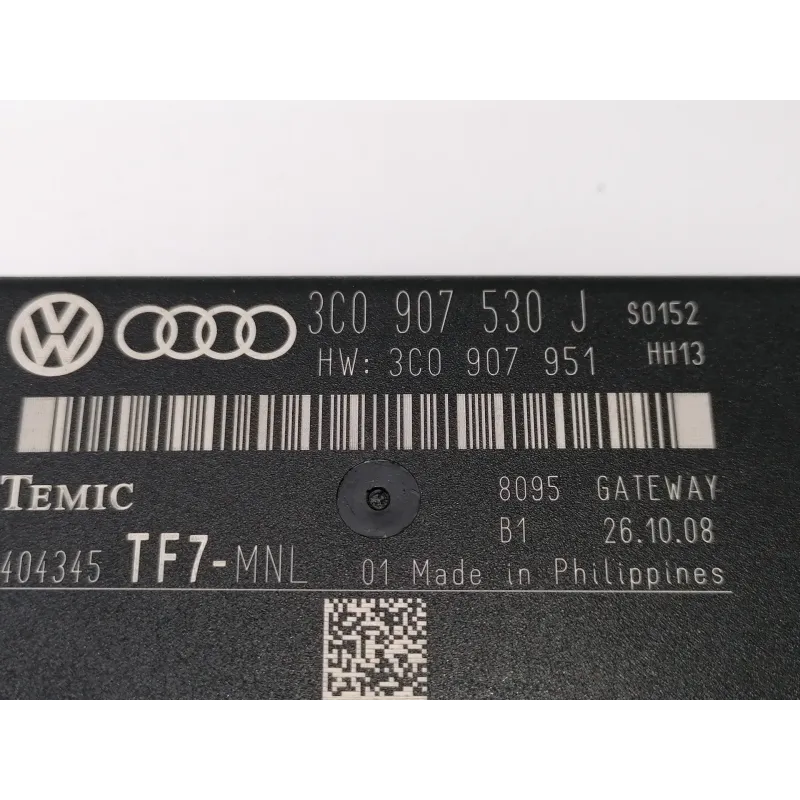 3C0 907 530 J S0152
HW: 3C0 907 951 HH13
TEMIC 8095 GATEWAY
B1 26.10.08
404345 TF7-MNL 01 Made in Philippines